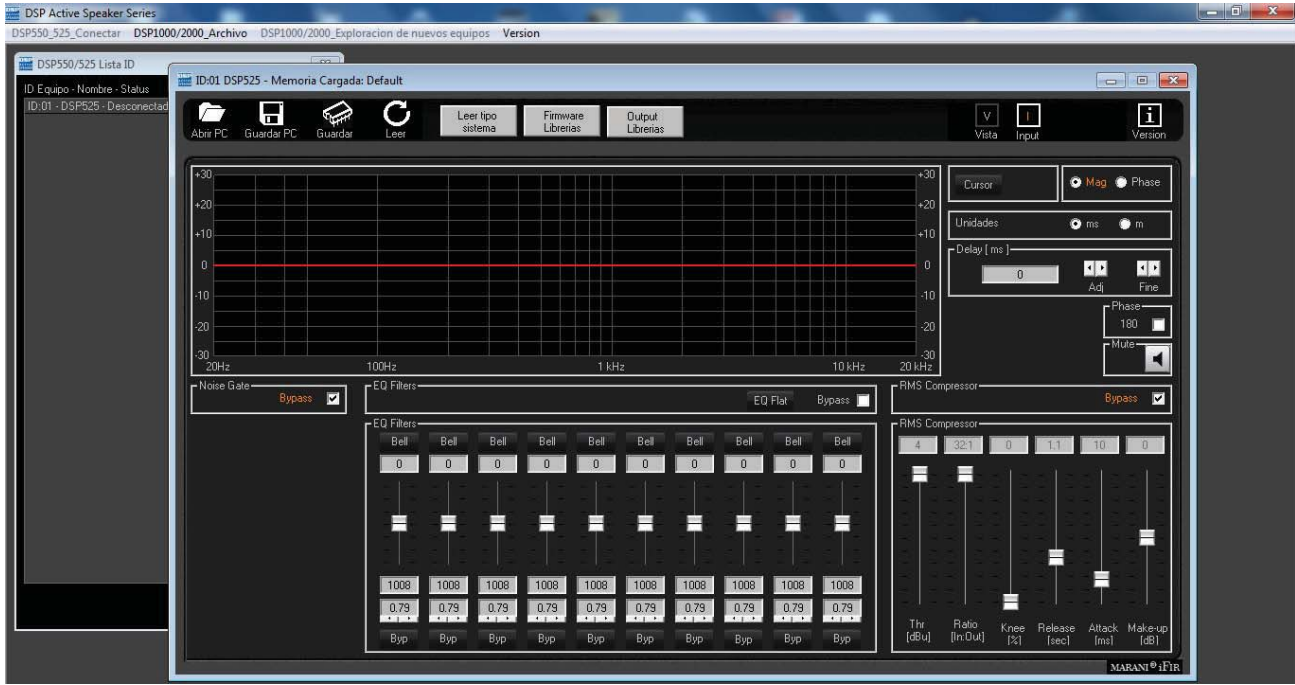 DSP Active Speaker Series
DSP550_525_Conectar DSP1000/2000_Archivo DSP1000/2000_Exploracion de nuevos equipos Version
DSP550/525 Lista ID
ID Equipo - Nombre - Status
ID:01 - DSP525 - Desconectad
ID:01 DSP525 - Memoria Cargada: Default
Abrir PC Guardar PC Guardar Leer
Leer tipo sistema
Firmware Librerias
Output Librerias
V I i
Vista Input Version
+30 +30
+20 +20
+10 +10
0 0
-10 -10
-20 -20
-30 -30
20Hz 100Hz 1 kHz 10 kHz 20 kHz
Cursor Mag Phase
Unidades ms m
Delay [ ms ]
0
Adj Fine
Phase
180
Mute
Noise Gate
Bypass
EQ Filters
EQ Flat Bypass
RMS Compressor
Bypass
EQ Filters
Bell Bell Bell Bell Bell Bell Bell Bell Bell Bell
0 0 0 0 0 0 0 0 0 0
1008 1008 1008 1008 1008 1008 1008 1008 1008 1008
0.79 0.79 0.79 0.79 0.79 0.79 0.79 0.79 0.79 0.79
Byp Byp Byp Byp Byp Byp Byp Byp Byp Byp
RMS Compressor
4 32:1 0 1.1 10 0
Thr Ratio Knee Release Attack Make-up
[dBu] [In:Out] [%] [sec] [ms] [dB]
MARANI® iFIR